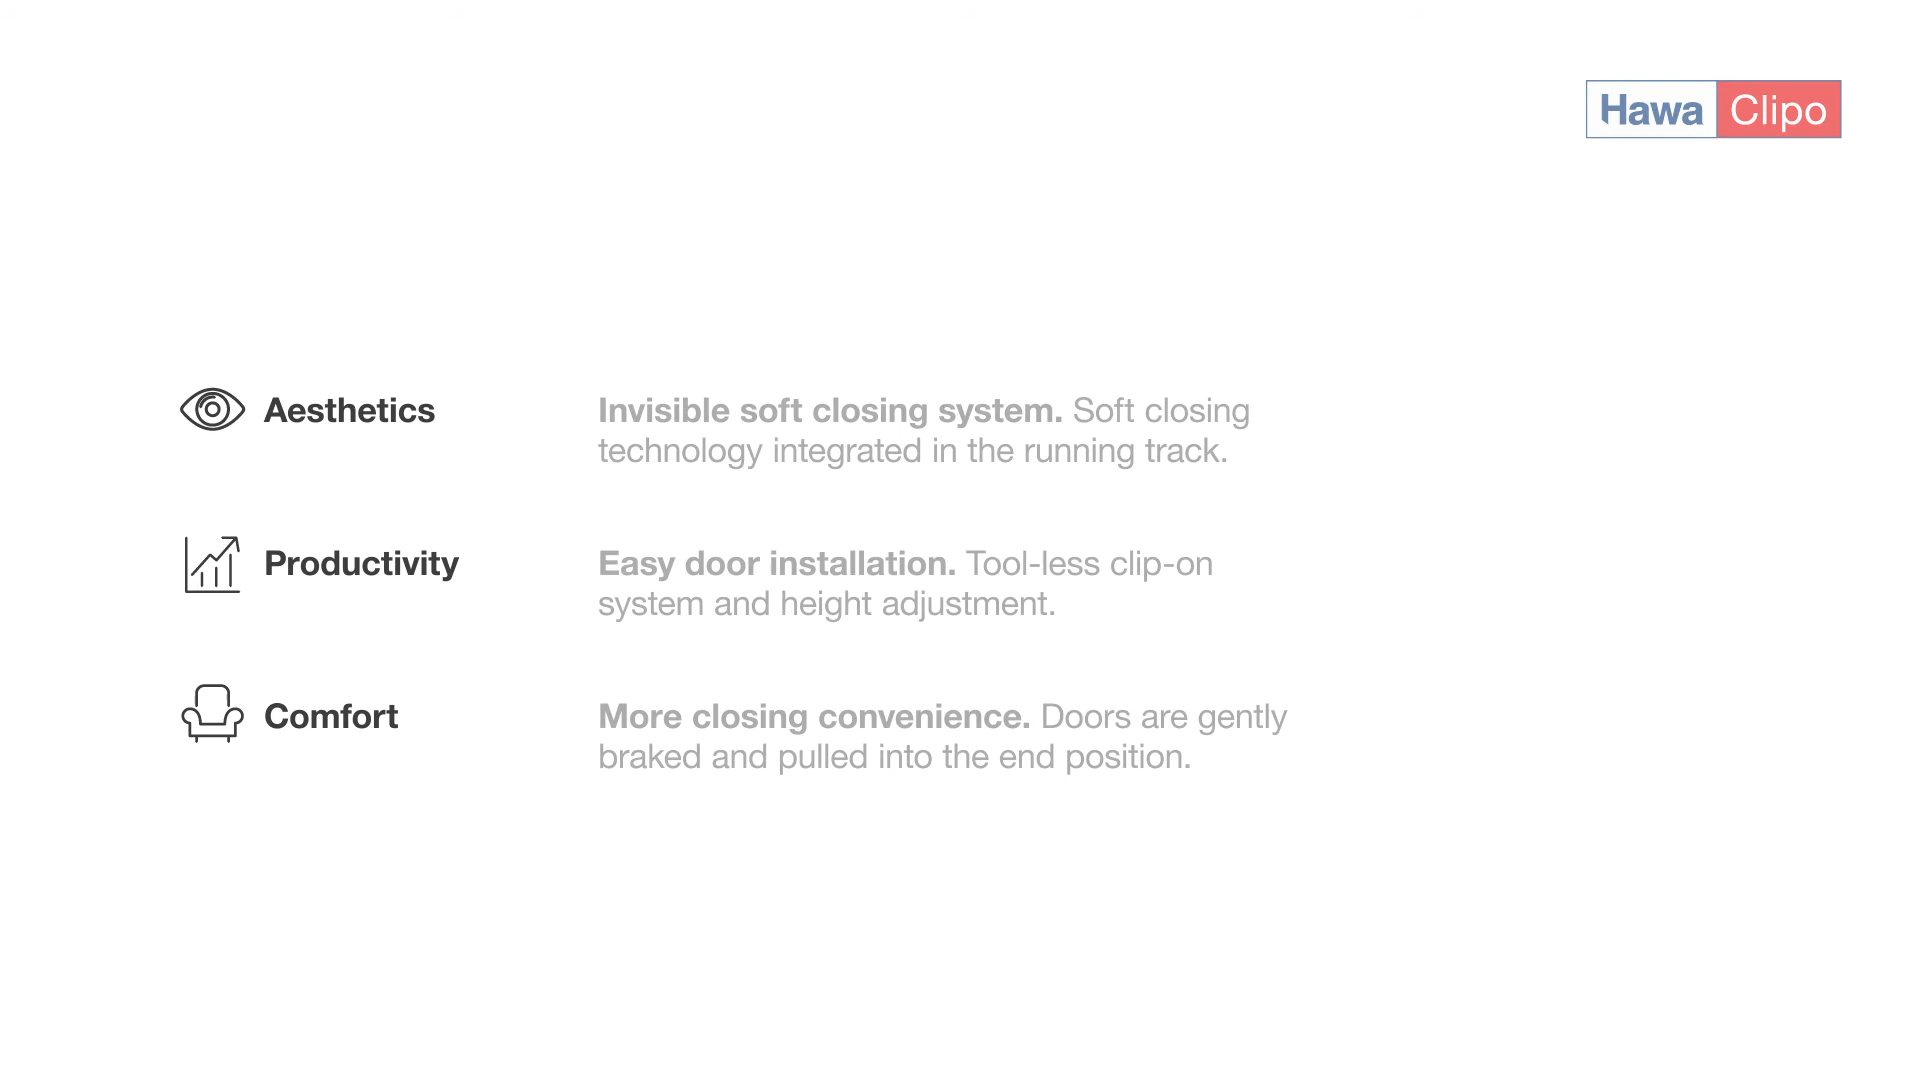 Hawa Clipo
Aesthetics
Invisible soft closing system. Soft closing
technology integrated in the running track.
Productivity
Easy door installation. Tool-less clip-on
system and height adjustment.
Comfort
More closing convenience. Doors are gently
braked and pulled into the end position.